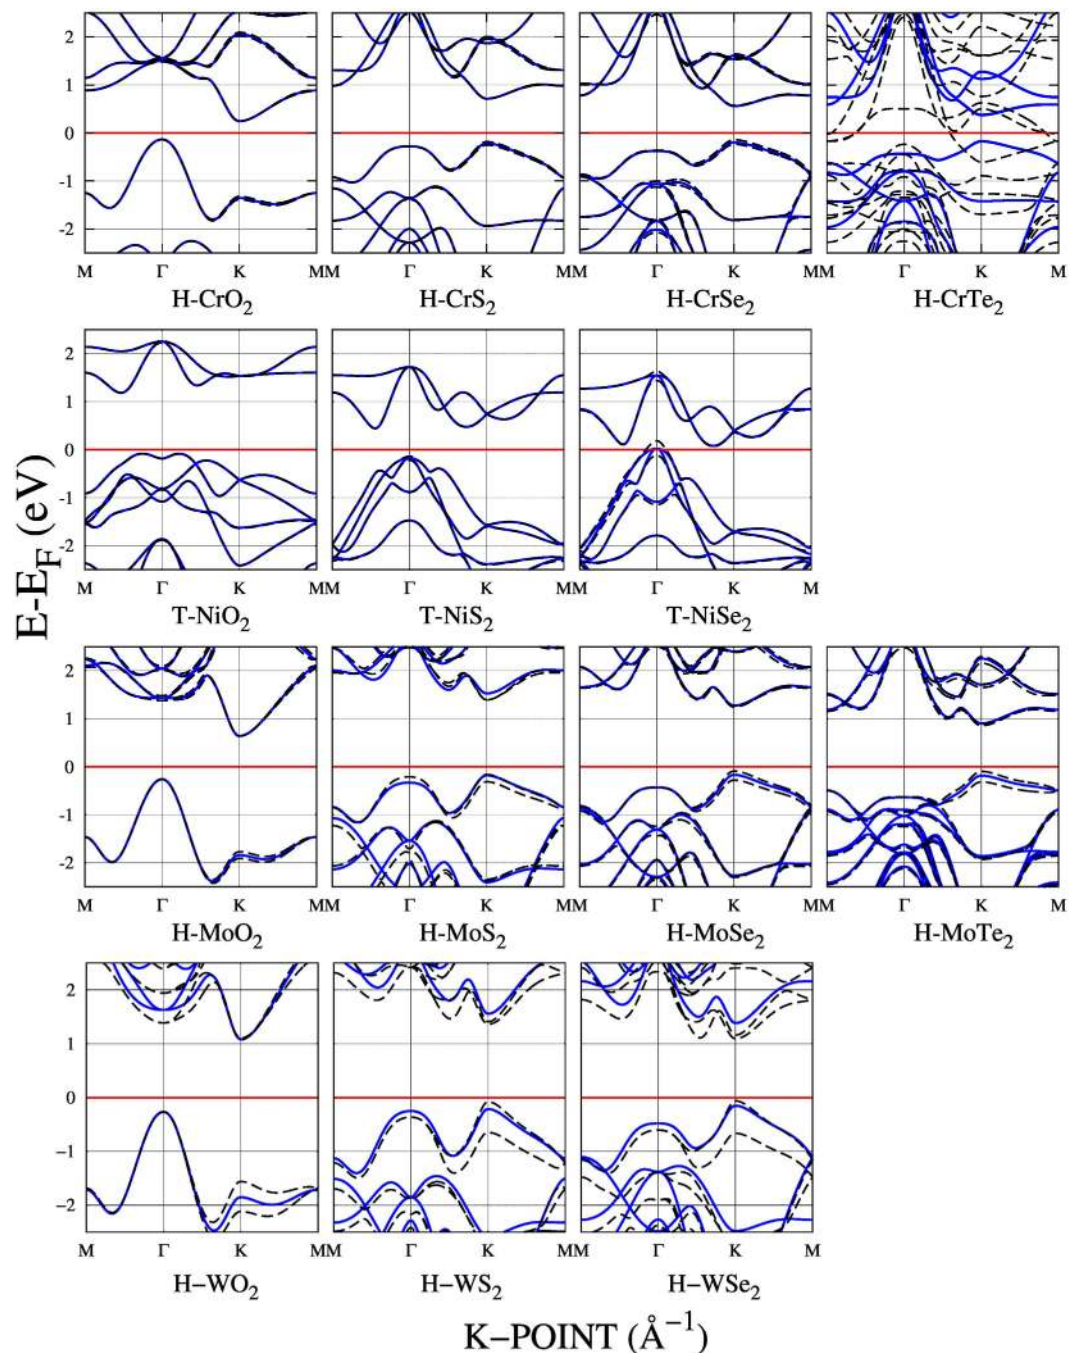 2
1
0
-1
-2
M Γ K MM Γ K MM Γ K MM Γ K M
H-CrO₂ H-CrS₂ H-CrSe₂ H-CrTe₂
2
1
0
-1
-2
M Γ K MM Γ K MM Γ K M
T-NiO₂ T-NiS₂ T-NiSe₂
E-E_F (eV)
2
1
0
-1
-2
M Γ K MM Γ K MM Γ K MM Γ K M
H-MoO₂ H-MoS₂ H-MoSe₂ H-MoTe₂
2
1
0
−1
−2
M Γ K MM Γ K MM Γ K M
H−WO₂ H−WS₂ H−WSe₂
K−POINT (Å⁻¹)